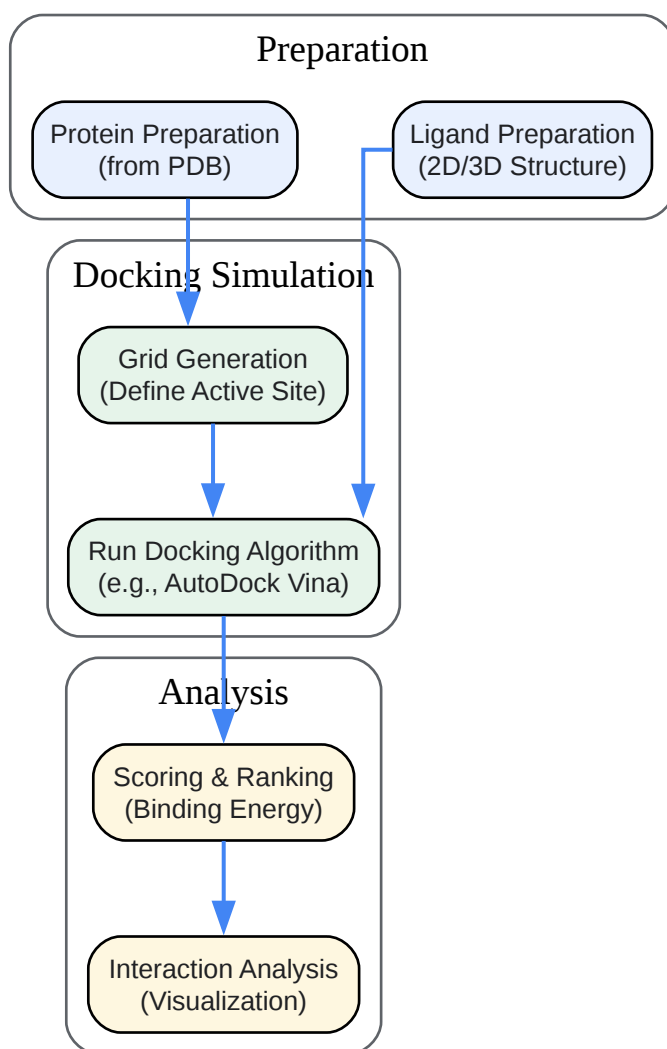 Preparation
Protein Preparation
(from PDB)
Ligand Preparation
(2D/3D Structure)
Docking Simulation
Grid Generation
(Define Active Site)
Run Docking Algorithm
(e.g., AutoDock Vina)
Analysis
Scoring & Ranking
(Binding Energy)
Interaction Analysis
(Visualization)